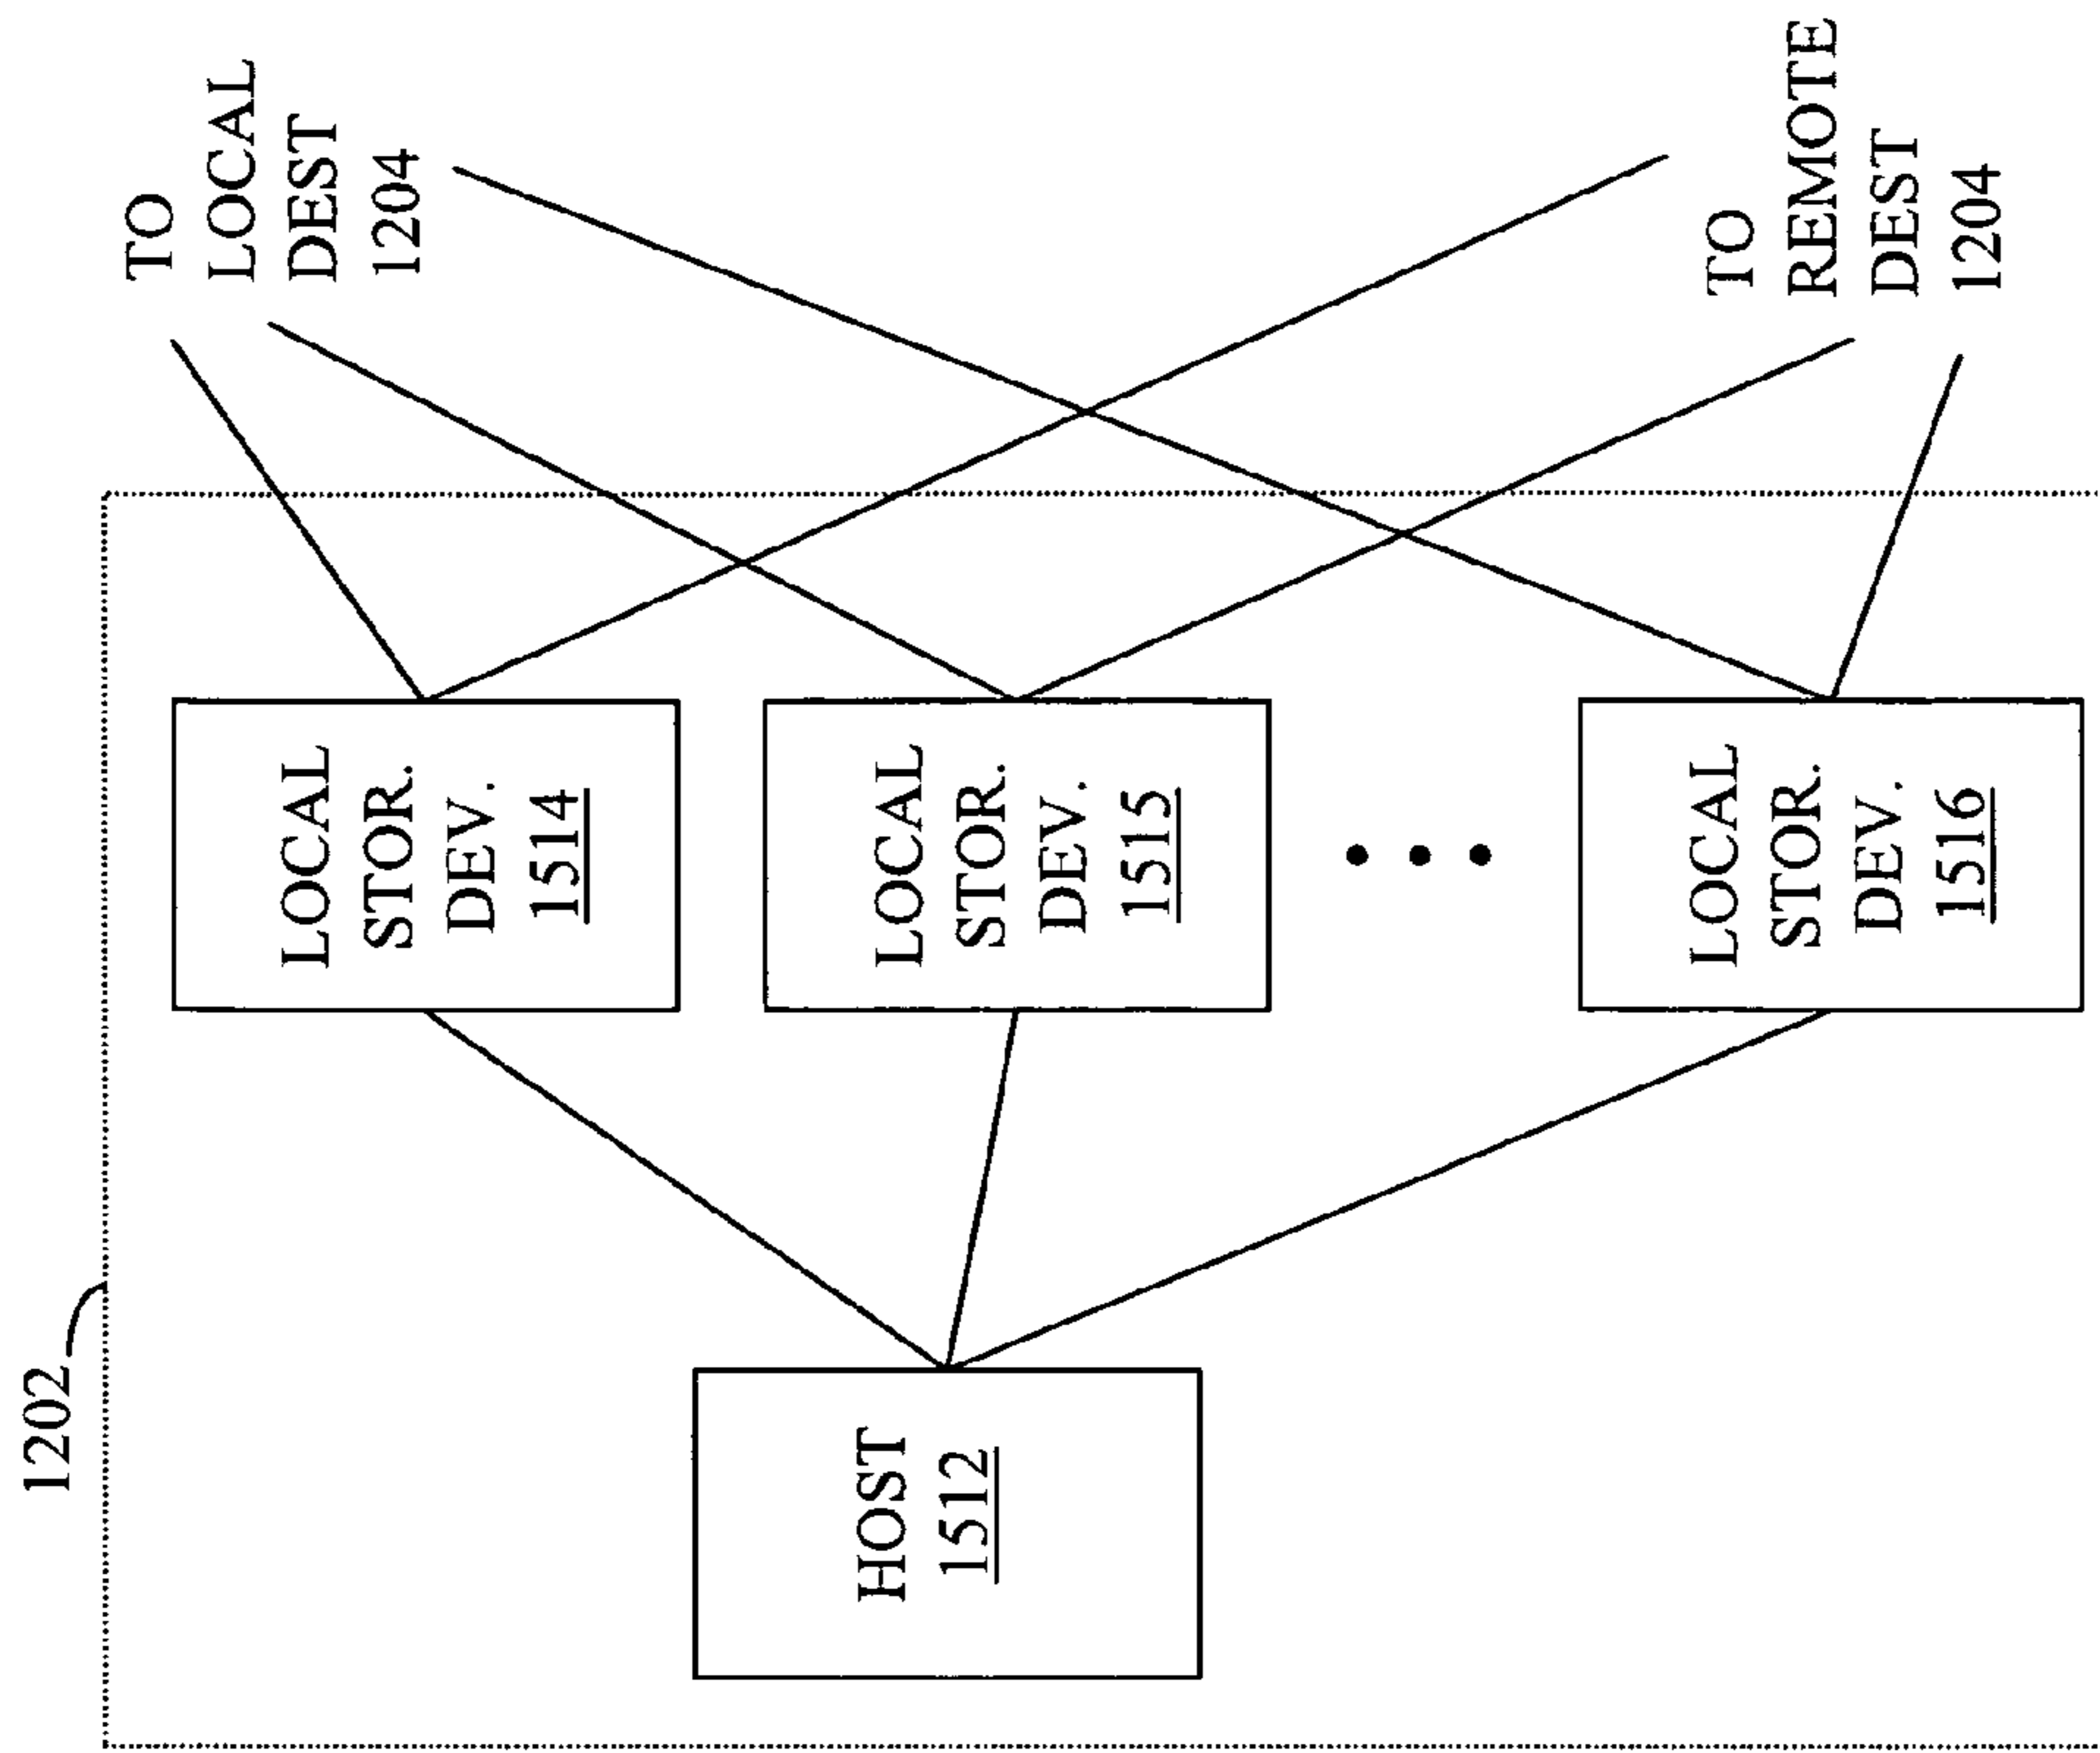 1202
HOST
1512
LOCAL
STOR.
DEV.
1514
LOCAL
STOR.
DEV.
1515
LOCAL
STOR.
DEV.
1516
TO
LOCAL
DEST
1204
TO
REMOTE
DEST
1204